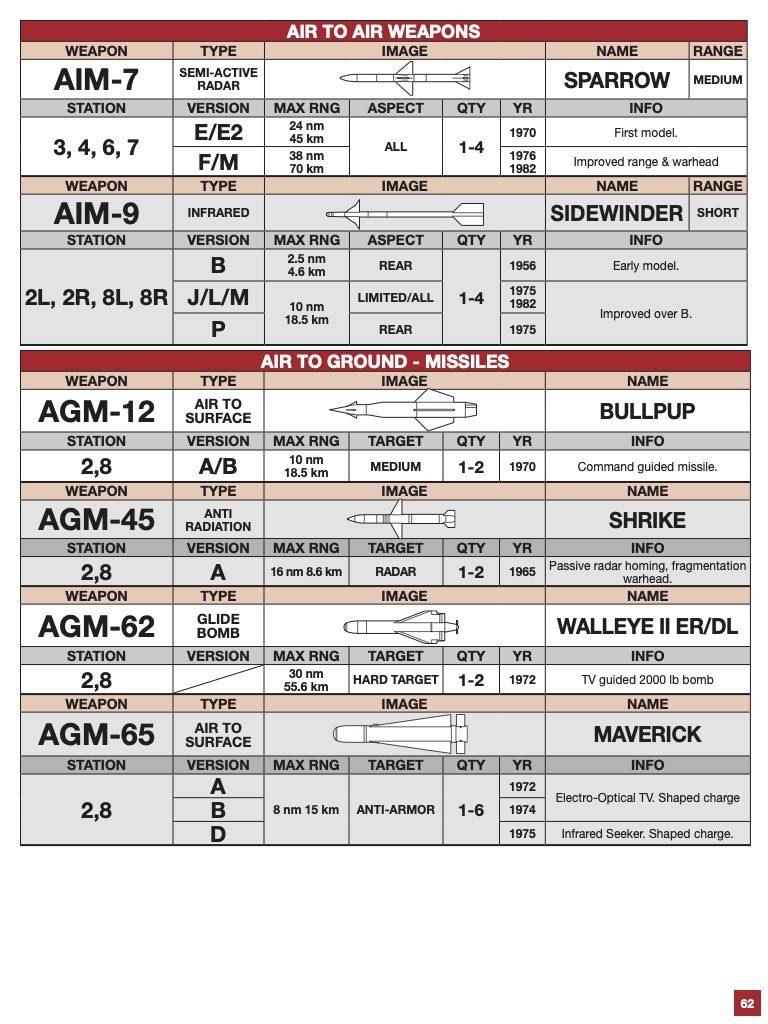 AIR TO AIR WEAPONS
WEAPON TYPE IMAGE NAME RANGE
AIM-7 SEMI-ACTIVE RADAR SPARROW MEDIUM
STATION VERSION MAX RNG ASPECT QTY YR INFO
3, 4, 6, 7 E/E2 24 nm 45 km ALL 1-4 1970 First model.
F/M 38 nm 70 km 1976 1982 Improved range & warhead
WEAPON TYPE IMAGE NAME RANGE
AIM-9 INFRARED SIDEWINDER SHORT
STATION VERSION MAX RNG ASPECT QTY YR INFO
2L, 2R, 8L, 8R B 2.5 nm 4.6 km REAR 1-4 1956 Early model.
J/L/M 10 nm 18.5 km LIMITED/ALL 1975 1982 Improved over B.
P REAR 1975
AIR TO GROUND - MISSILES
WEAPON TYPE IMAGE NAME
AGM-12 AIR TO SURFACE BULLPUP
STATION VERSION MAX RNG TARGET QTY YR INFO
2,8 A/B 10 nm 18.5 km MEDIUM 1-2 1970 Command guided missile.
WEAPON TYPE IMAGE NAME
AGM-45 ANTI RADIATION SHRIKE
STATION VERSION MAX RNG TARGET QTY YR INFO
2,8 A 16 nm 8.6 km RADAR 1-2 1965 Passive radar homing, fragmentation warhead.
WEAPON TYPE IMAGE NAME
AGM-62 GLIDE BOMB WALLEYE II ER/DL
STATION VERSION MAX RNG TARGET QTY YR INFO
2,8 30 nm 55.6 km HARD TARGET 1-2 1972 TV guided 2000 lb bomb
WEAPON TYPE IMAGE NAME
AGM-65 AIR TO SURFACE MAVERICK
STATION VERSION MAX RNG TARGET QTY YR INFO
2,8 A 8 nm 15 km ANTI-ARMOR 1-6 1972 Electro-Optical TV. Shaped charge
B 1974
D 1975 Infrared Seeker. Shaped charge.
62